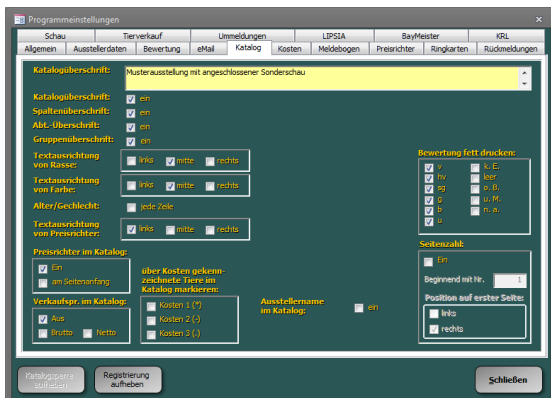 Programmeinstellungen
Schau Tierverkauf Ummeldungen LIPSIA BayMeister KRL
Allgemein Ausstellerdaten Bewertung eMail Katalog Kosten Meldebogen Preisrichter Ringkarten Rückmeldungen
Katalogüberschrift: Musterausstellung mit angeschlossener Sonderschau
Katalogüberschrift: ein
Spaltenüberschrift: ein
Abt.-Überschrift: ein
Gruppenüberschrift: ein
Textausrichtung
von Rasse: links mitte rechts
Textausrichtung
von Farbe: links mitte rechts
Alter/Gechlecht: jede Zeile
Textausrichtung
von Preisrichter: links mitte rechts
Bewertung fett drucken:
v k. E.
hv leer
sg o. B.
g u. M.
b n. a.
u
Preisrichter im Katalog:
Ein
am Seitenanfang
Verkaufspr. im Katalog:
Aus
Brutto Netto
über Kosten gekenn-
zeichnete Tiere im
Katalog markieren:
Kosten 1 (*)
Kosten 2 (-)
Kosten 3 (.)
Ausstellername
im Katalog: ein
Seitenzahl:
Ein
Beginnend mit Nr. 1
Position auf erster Seite:
links
rechts
Katalogsperre
aufheben
Registrierung
aufheben
Schließen